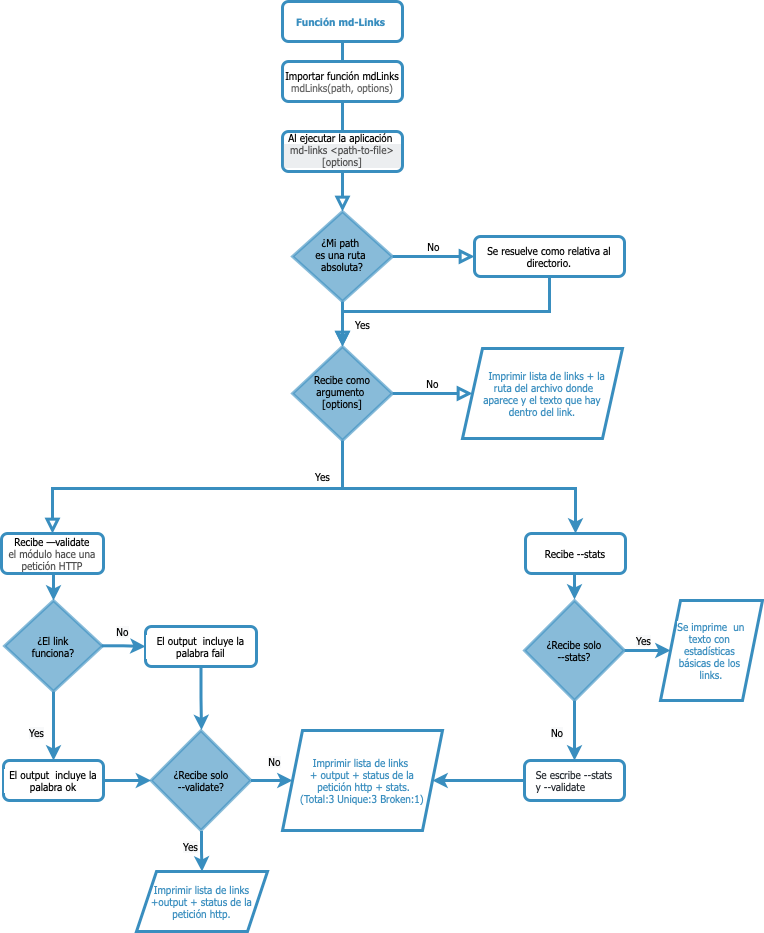 Función md-Links
Importar función mdLinks
mdLinks(path, options)
Al ejecutar la aplicación
md-links <path-to-file>
[options]
¿Mi path
es una ruta
absoluta?
No
Se resuelve como relativa al
directorio.
Yes
Recibe como
argumento
[options]
No
Imprimir lista de links + la
ruta del archivo donde
aparece y el texto que hay
dentro del link.
Yes
Recibe —validate
el módulo hace una
petición HTTP
Recibe --stats
¿El link
funciona?
No
El output incluye la
palabra fail
¿Recibe solo
--stats?
Yes
Se imprime un
texto con
estadísticas
básicas de los
links.
Yes
No
El output incluye la
palabra ok
¿Recibe solo
--validate?
No
Imprimir lista de links
+ output + status de la
petición http + stats.
(Total:3 Unique:3 Broken:1)
Se escribe --stats
y --validate
Yes
Imprimir lista de links
+output + status de la
petición http.